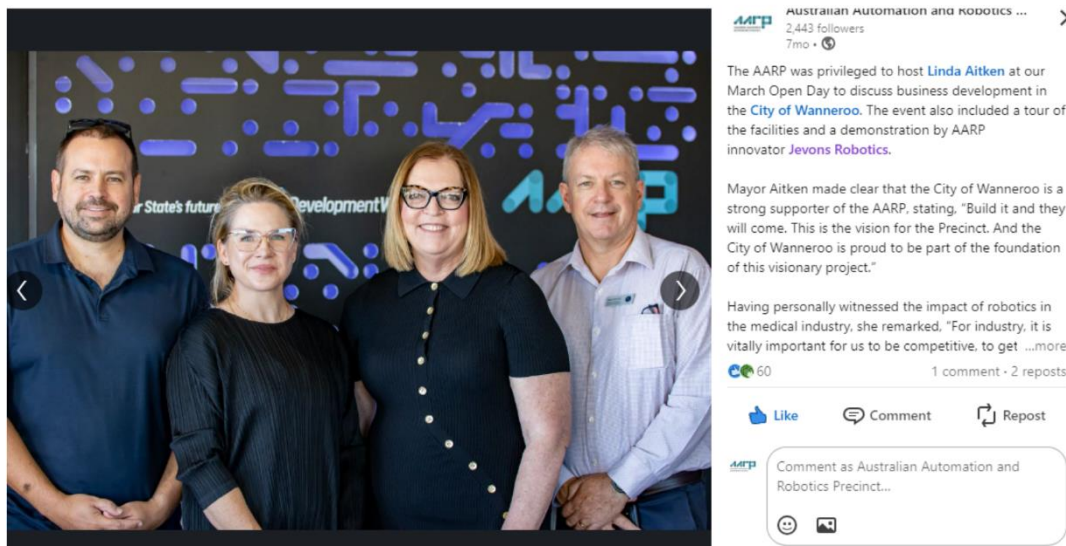 r State's future
DevelopmentW
aarp
aarp
Australian Automation and Robotics ...
2,443 followers
7mo •
The AARP was privileged to host Linda Aitken at our
March Open Day to discuss business development in
the City of Wanneroo. The event also included a tour of
the facilities and a demonstration by AARP
innovator Jevons Robotics.
Mayor Aitken made clear that the City of Wanneroo is a
strong supporter of the AARP, stating, "Build it and they
will come. This is the vision for the Precinct. And the
City of Wanneroo is proud to be part of the foundation
of this visionary project."
Having personally witnessed the impact of robotics in
the medical industry, she remarked, "For industry, it is
vitally important for us to be competitive, to get ...more
60
1 comment • 2 reposts
Like
Comment
Repost
aarp
Comment as Australian Automation and
Robotics Precinct...